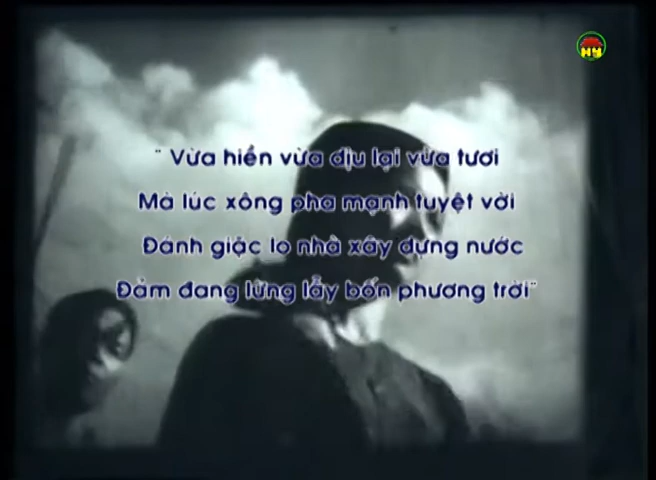 HY
" Vừa hiền vừa dịu lại vừa tươi
Mà lúc xông pha mạnh tuyệt vời
Đánh giặc lo nhà xây dựng nước
Đảm đang lừng lẫy bốn phương trời"